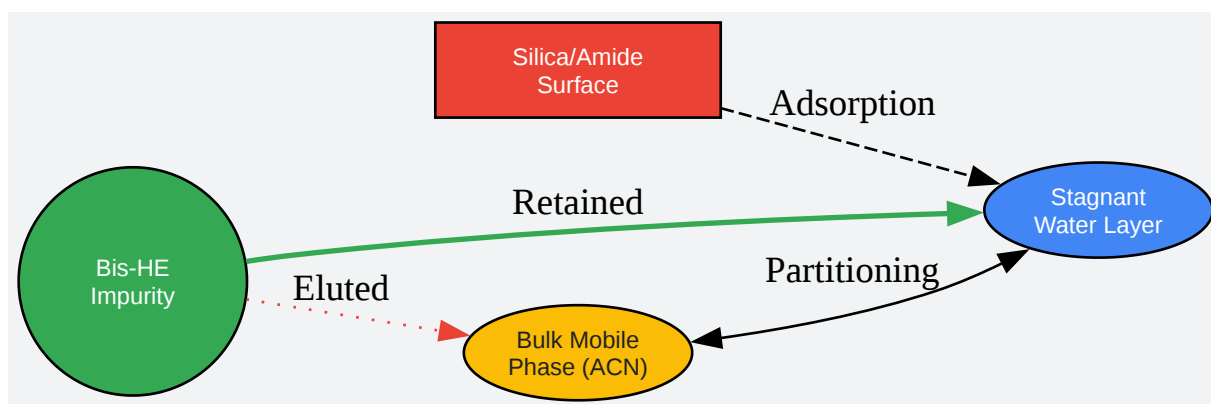 Silica/Amide
Surface
Adsorption
Stagnant
Water Layer
Retained
Bis-HE
Impurity
Eluted
Partitioning
Bulk Mobile
Phase (ACN)